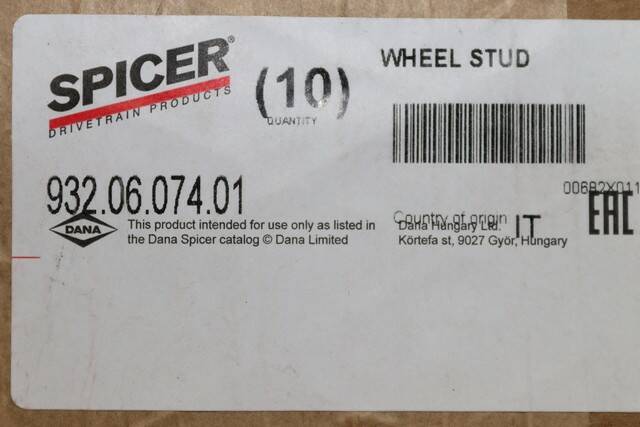 SPICER®
DRIVETRAIN PRODUCTS
(10)
QUANTITY
WHEEL STUD
932.06.074.01
00682X011
DANA
This product intended for use only as listed in
the Dana Spicer catalog © Dana Limited
Country of origin IT
Dana Hungary Ltd.
Körtefa st, 9027 Győr, Hungary
EAC